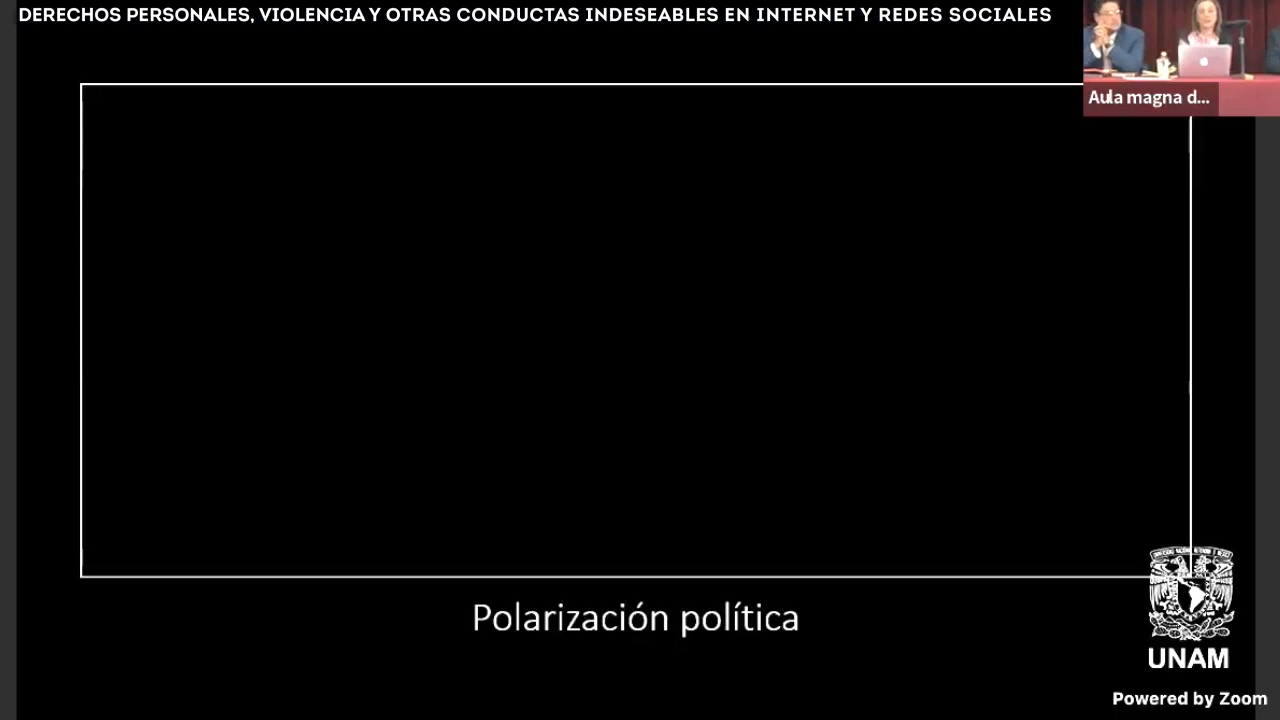 DERECHOS PERSONALES, VIOLENCIA Y OTRAS CONDUCTAS INDESEABLES EN INTERNET Y REDES SOCIALES
Aula magna d...
Polarización política
UNAM
Powered by Zoom